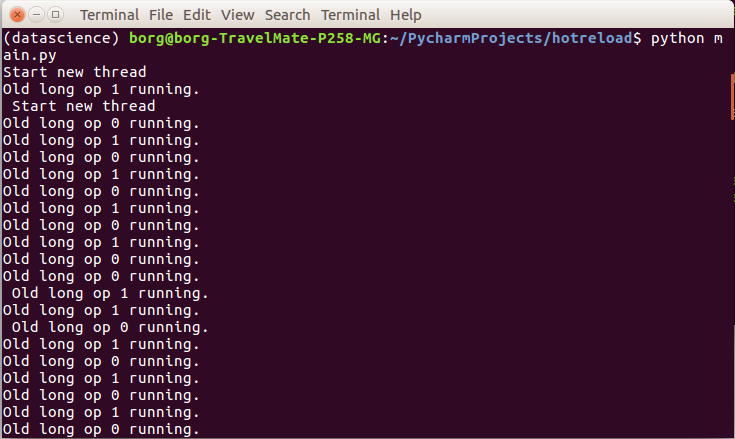 Terminal File Edit View Search Terminal Help
(datascience) borg@borg-TravelMate-P258-MG:~/PycharmProjects/hotreload$ python m
ain.py
Start new thread
Old long op 1 running.
 Start new thread
Old long op 0 running.
Old long op 1 running.
Old long op 0 running.
Old long op 1 running.
Old long op 0 running.
Old long op 1 running.
Old long op 0 running.
Old long op 1 running.
Old long op 0 running.
Old long op 0 running.
 Old long op 1 running.
Old long op 1 running.
 Old long op 0 running.
Old long op 1 running.
Old long op 0 running.
Old long op 1 running.
Old long op 0 running.
Old long op 1 running.
Old long op 0 running.